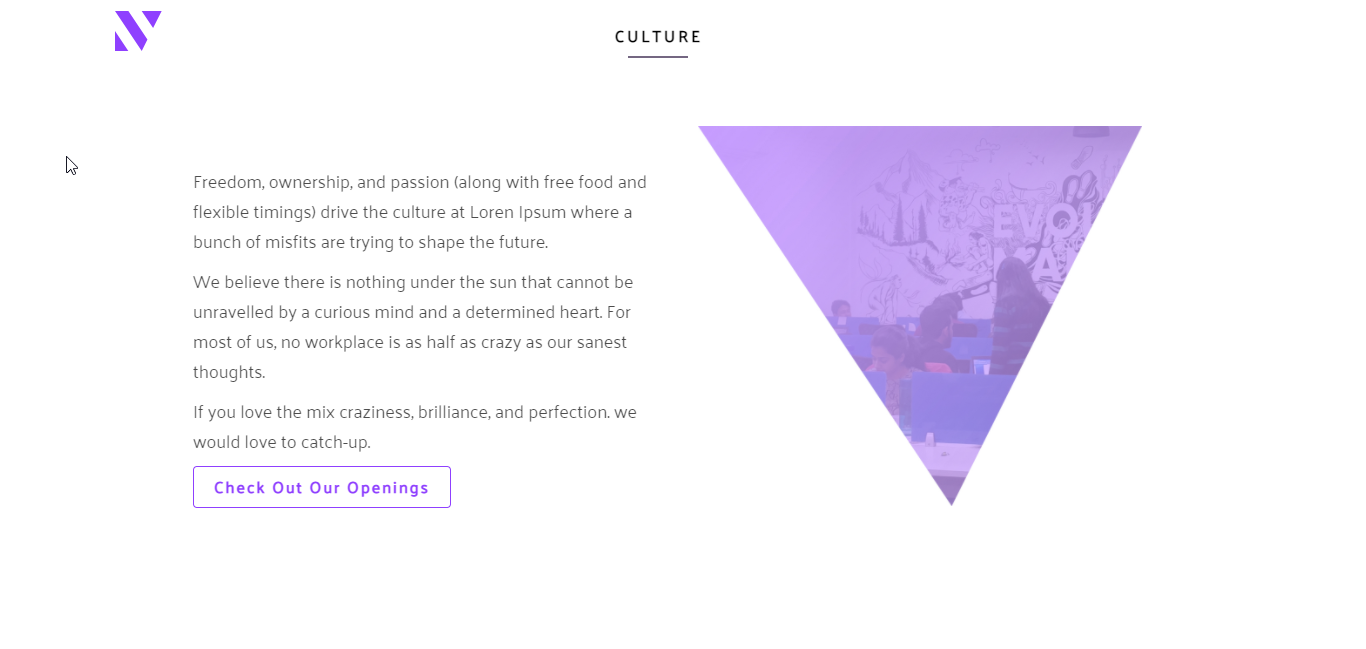 CULTURE
Freedom, ownership, and passion (along with free food and
flexible timings) drive the culture at Loren Ipsum where a
bunch of misfits are trying to shape the future.
We believe there is nothing under the sun that cannot be
unravelled by a curious mind and a determined heart. For
most of us, no workplace is as half as crazy as our sanest
thoughts.
If you love the mix craziness, brilliance, and perfection. we
would love to catch-up.
Check Out Our Openings